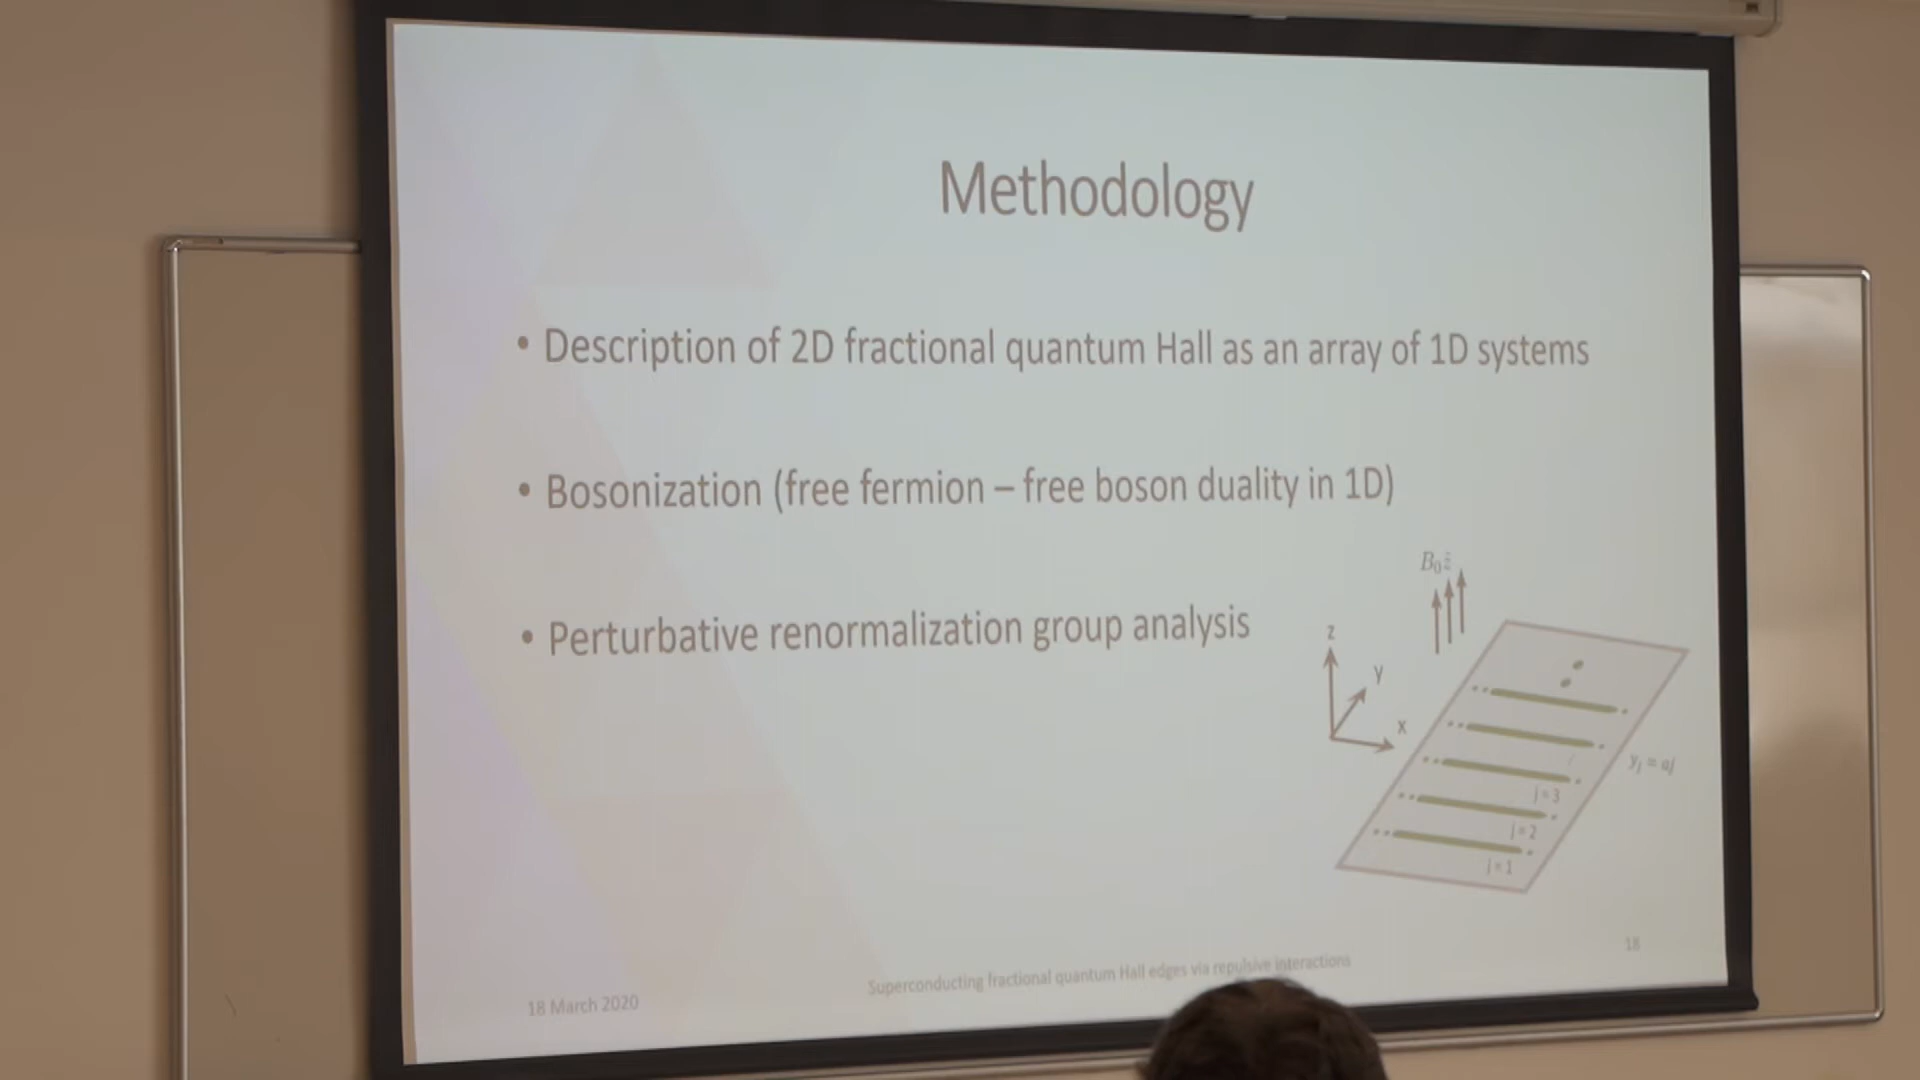 Methodology
• Description of 2D fractional quantum Hall as an array of 1D systems
• Bosonization (free fermion – free boson duality in 1D)
• Perturbative renormalization group analysis
B₀ẑ
z
y
x
yⱼ = aj
j = 3
j = 2
j = 1
18
Superconducting fractional quantum Hall edges via repulsive interactions
18 March 2020